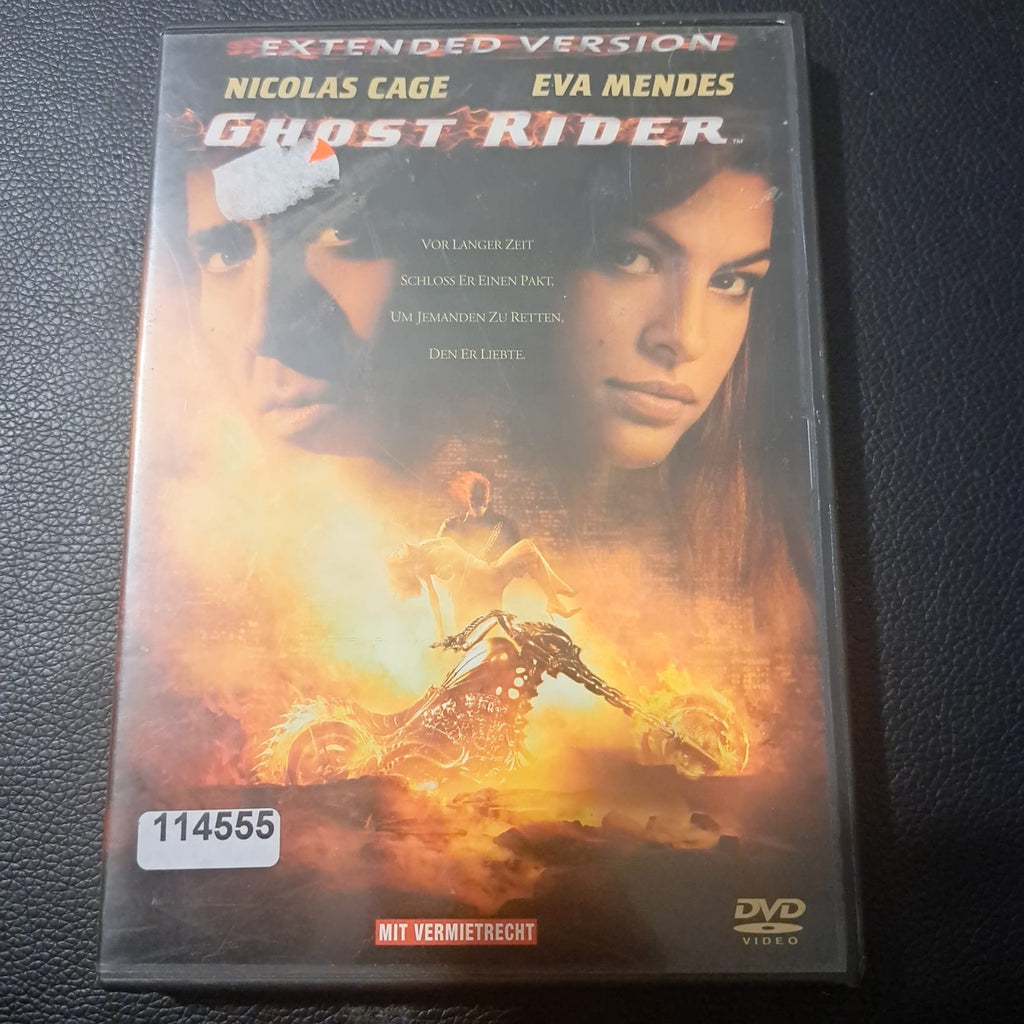 EXTENDED VERSION
NICOLAS CAGE EVA MENDES
GHOST RIDER™
VOR LANGER ZEIT
SCHLOSS ER EINEN PAKT,
UM JEMANDEN ZU RETTEN,
DEN ER LIEBTE.
114555
MIT VERMIETRECHT
DVD
VIDEO